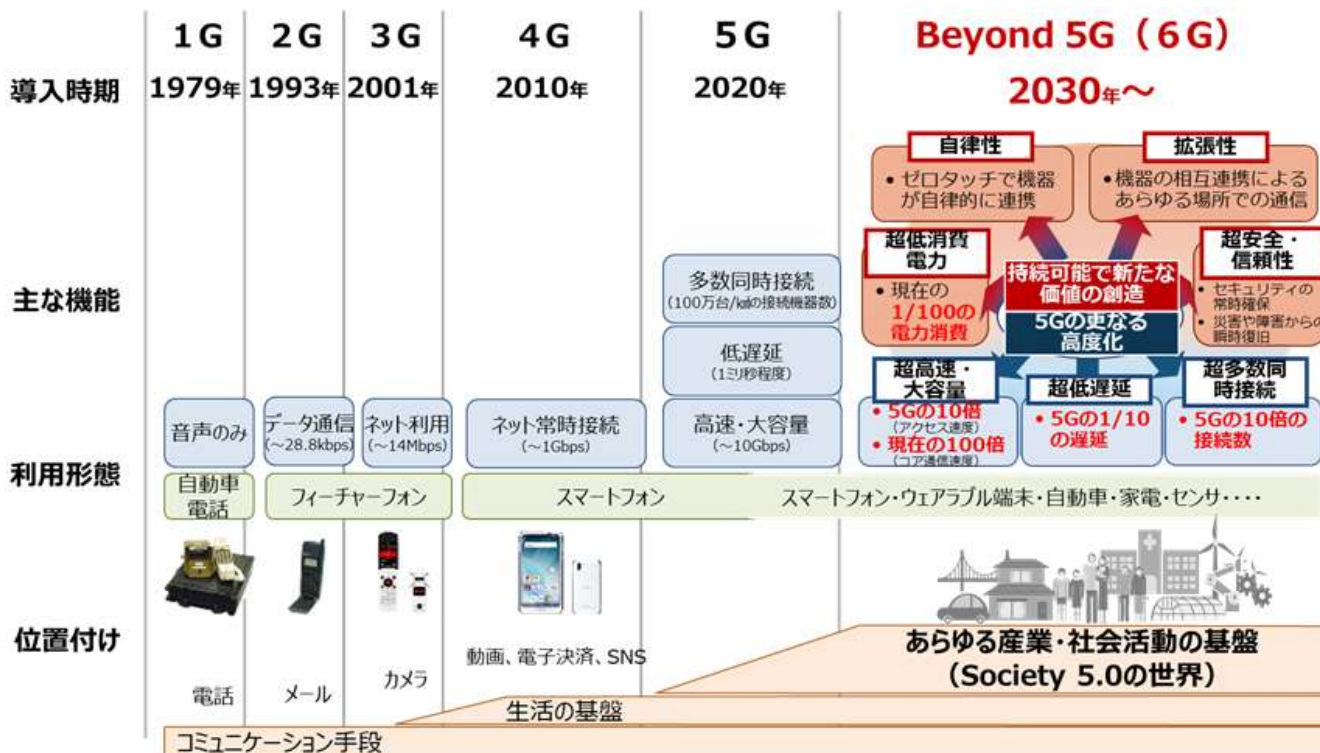 1G 2G 3G 4G 5G Beyond 5G（6G）
導入時期 1979年 1993年 2001年 2010年 2020年 2030年～
主な機能
自律性
• ゼロタッチで機器
が自律的に連携
拡張性
• 機器の相互連携による
あらゆる場所での通信
超低消費
電力
• 現在の
1/100の
電力消費
持続可能で新たな
価値の創造
5Gの更なる
高度化
超安全・
信頼性
• セキュリティの
常時確保
• 災害や障害からの
瞬時復旧
多数同時接続
（100万台/k㎡の接続機器数）
低遅延
（1ミリ秒程度）
音声のみ
データ通信
（～28.8kbps）
ネット利用
（～14Mbps）
ネット常時接続
（～1Gbps）
高速・大容量
（～10Gbps）
超高速・
大容量
• 5Gの10倍
（アクセス速度）
• 現在の100倍
（コア通信速度）
超低遅延
• 5Gの1/10
の遅延
超多数同
時接続
• 5Gの10倍の
接続数
利用形態
自動車
電話
フィーチャーフォン
スマートフォン
スマートフォン・ウェアラブル端末・自動車・家電・センサ・・・・
位置付け
電話
メール
カメラ
動画、電子決済、SNS
あらゆる産業・社会活動の基盤
（Society 5.0の世界）
生活の基盤
コミュニケーション手段